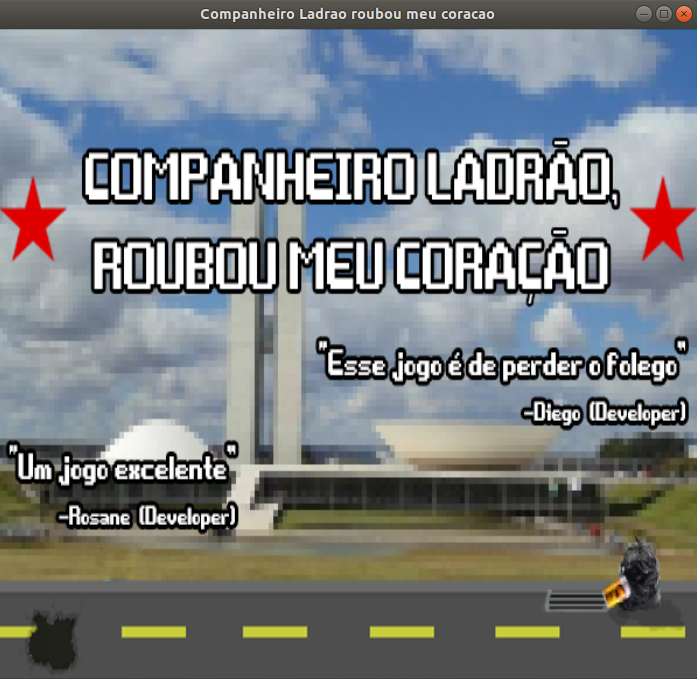 Companheiro Ladrao roubou meu coracao
COMPANHEIRO LADRÃO,
ROUBOU MEU CORAÇÃO
"Esse jogo é de perder o folego"
-Diego (Developer)
"Um jogo excelente"
-Rosane (Developer)